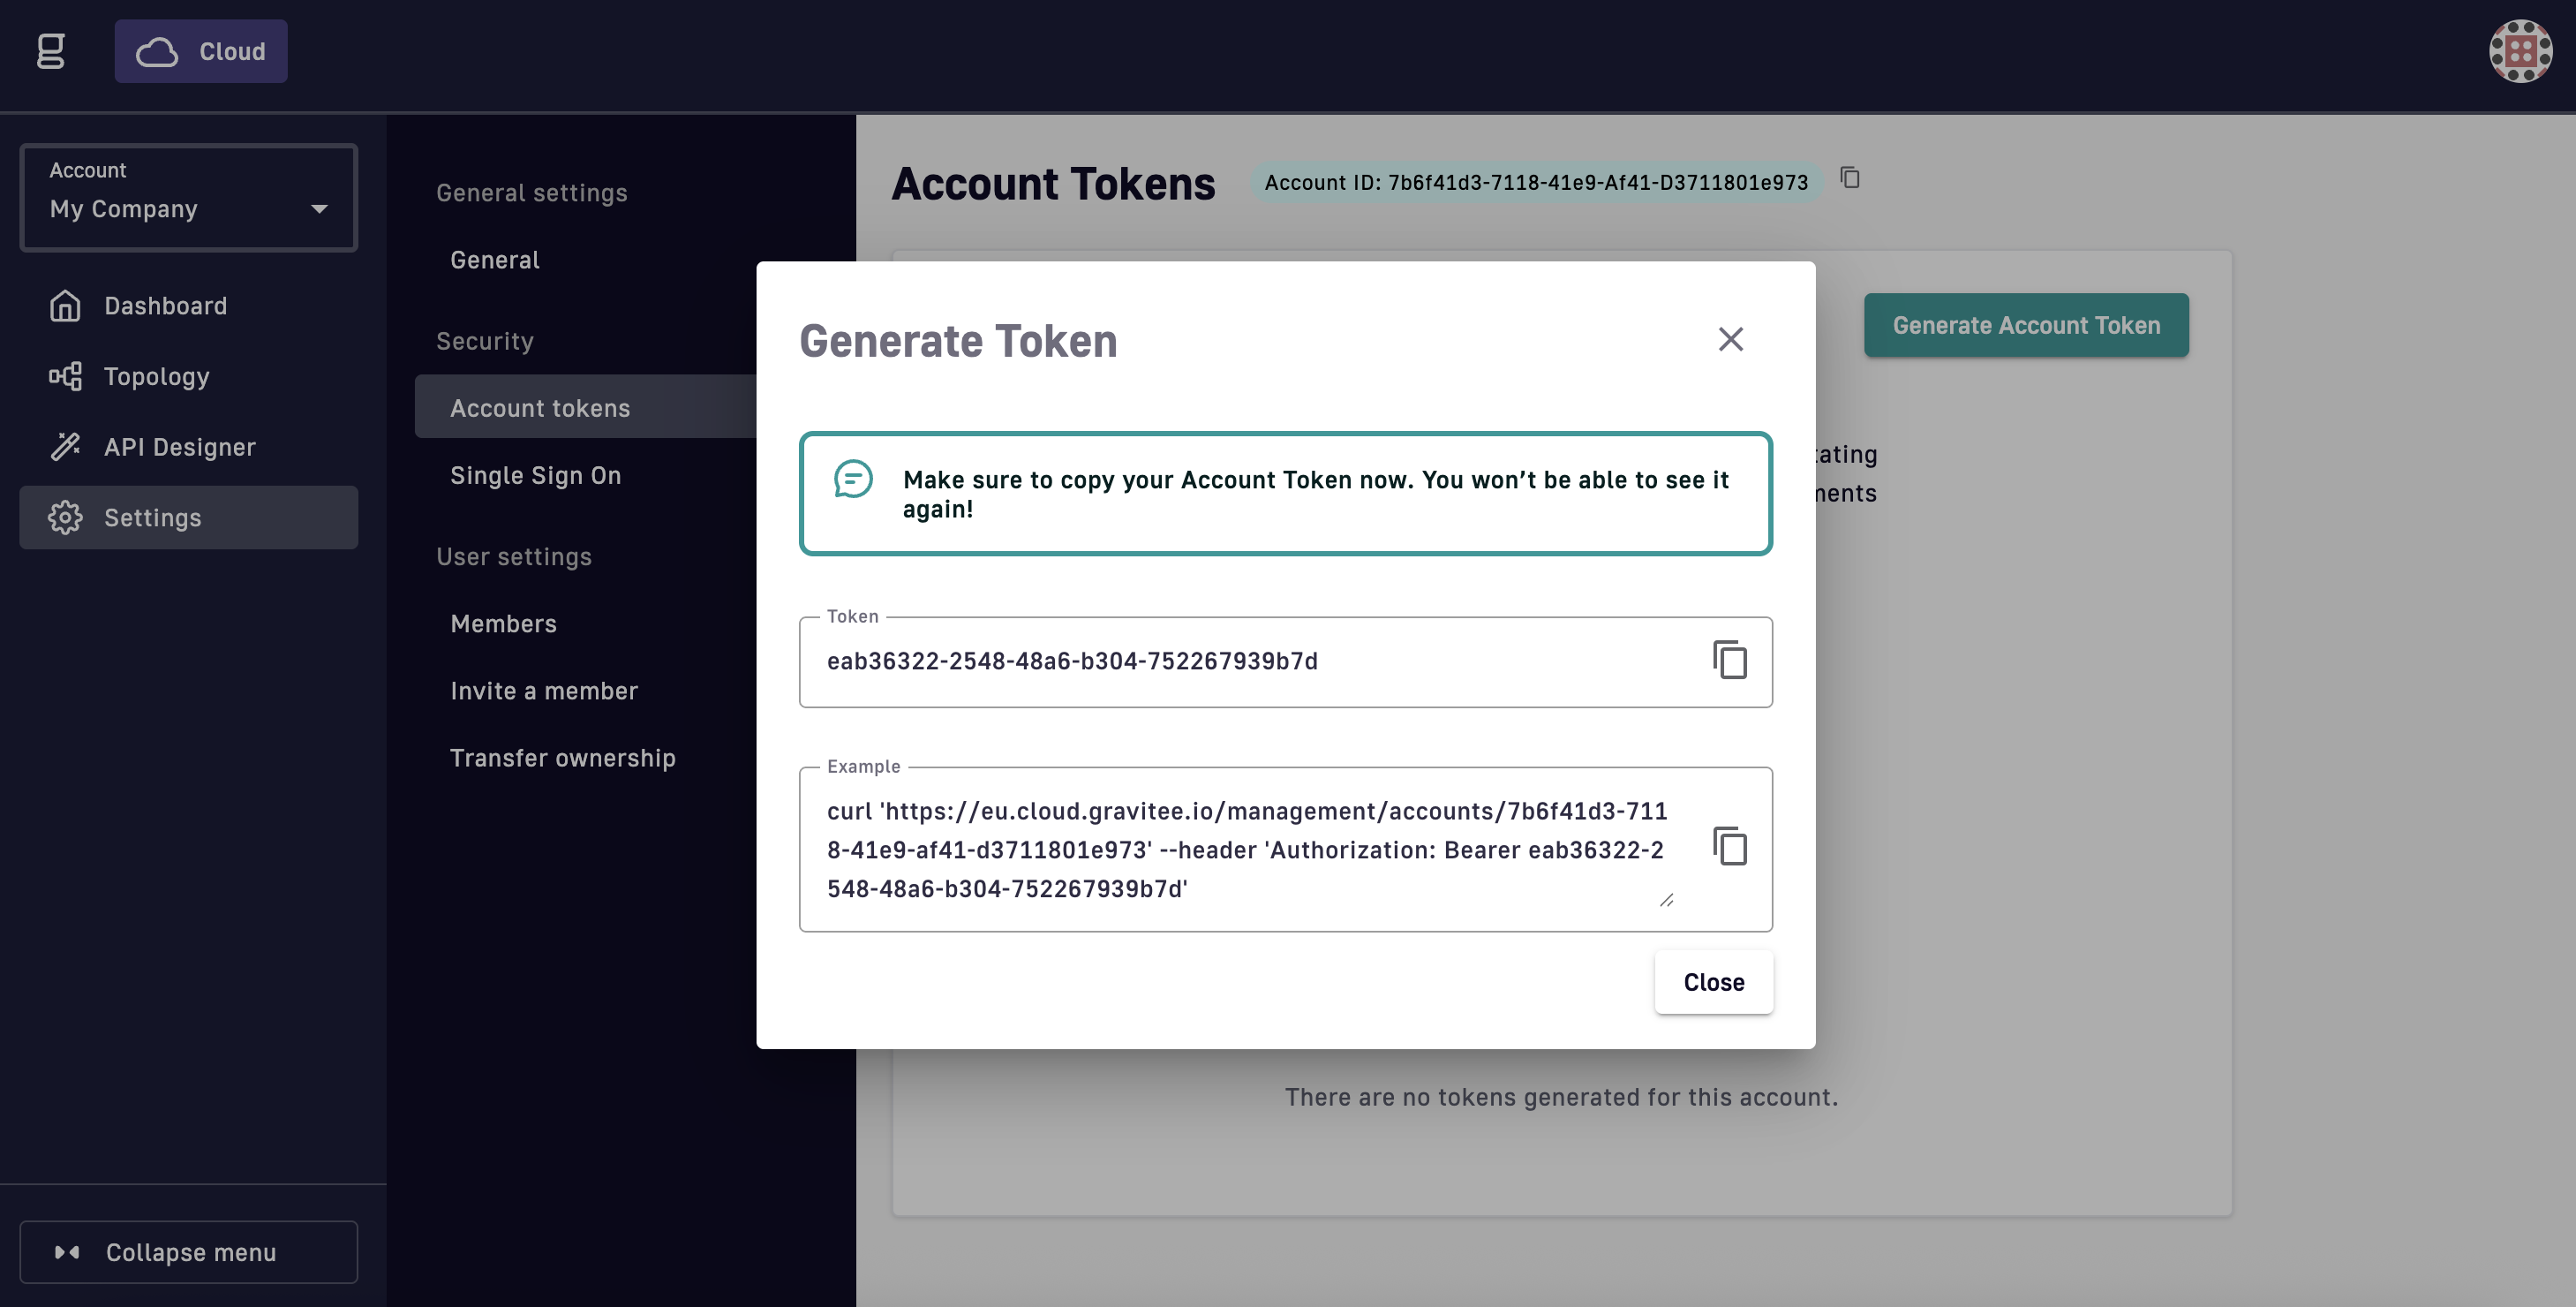 g
Cloud
Account
My Company
Dashboard
Topology
API Designer
Settings
Collapse menu
General settings
General
Security
Account tokens
Single Sign On
User settings
Members
Invite a member
Transfer ownership
Account Tokens
Account ID: 7b6f41d3-7118-41e9-Af41-D3711801e973
Generate Account Token
Generate Token
Make sure to copy your Account Token now. You won’t be able to see it
again!
Token
eab36322-2548-48a6-b304-752267939b7d
Example
curl 'https://eu.cloud.gravitee.io/management/accounts/7b6f41d3-711
8-41e9-af41-d3711801e973' --header 'Authorization: Bearer eab36322-2
548-48a6-b304-752267939b7d'
Close
There are no tokens generated for this account.